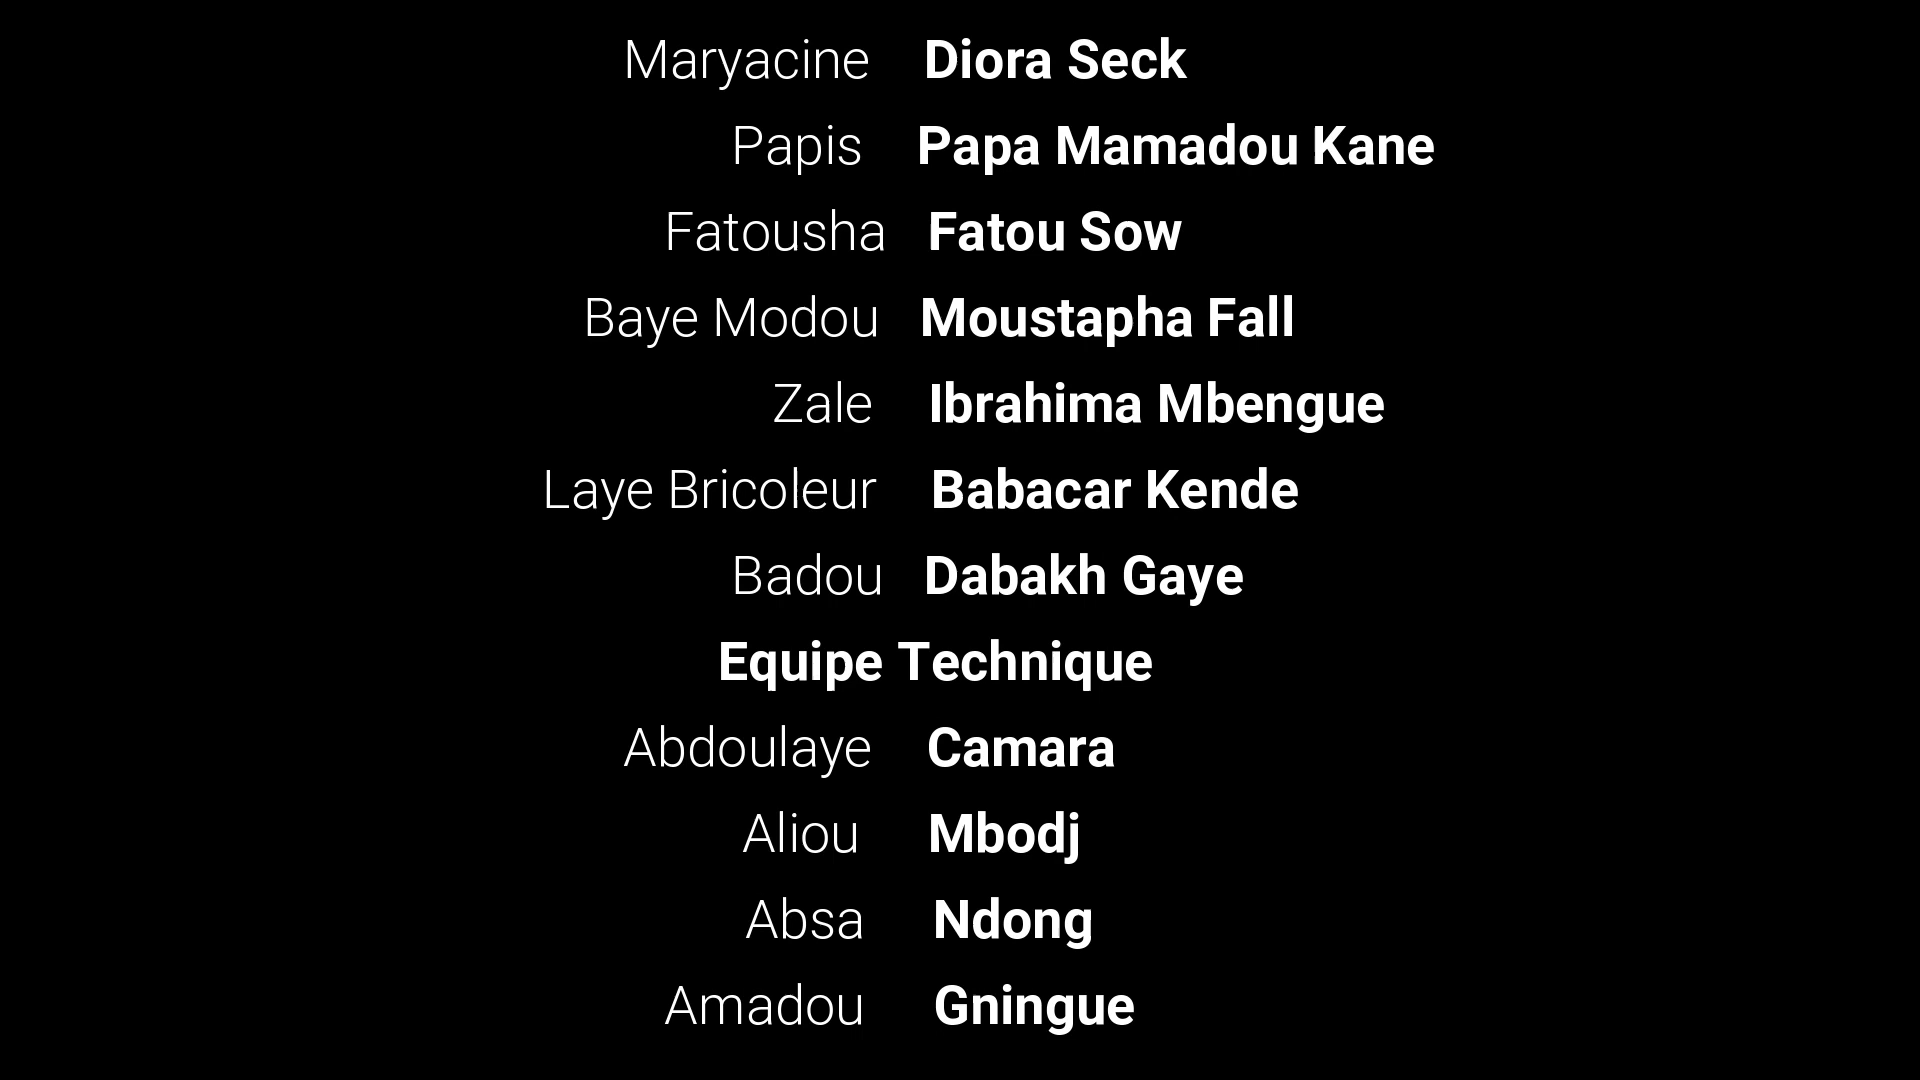 Maryacine Diora Seck
Papis Papa Mamadou Kane
Fatousha Fatou Sow
Baye Modou Moustapha Fall
Zale Ibrahima Mbengue
Laye Bricoleur Babacar Kende
Badou Dabakh Gaye
Equipe Technique
Abdoulaye Camara
Aliou Mbodj
Absa Ndong
Amadou Gningue